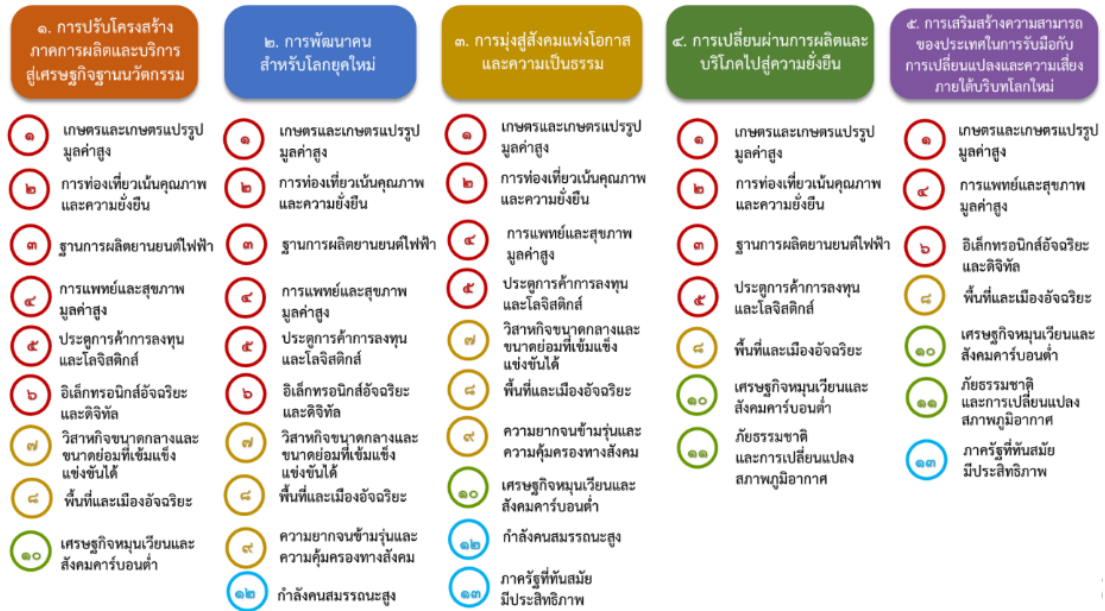 ๑. การปรับโครงสร้าง
ภาคการผลิตและบริการ
สู่เศรษฐกิจฐานนวัตกรรม
๑
เกษตรและเกษตรแปรรูป
มูลค่าสูง
๒
การท่องเที่ยวเน้นคุณภาพ
และความยั่งยืน
๓
ฐานการผลิตยานยนต์ไฟฟ้า
๔
การแพทย์และสุขภาพ
มูลค่าสูง
๕
ประตูการค้าการลงทุน
และโลจิสติกส์
๖
อิเล็กทรอนิกส์อัจฉริยะ
และดิจิทัล
๗
วิสาหกิจขนาดกลางและ
ขนาดย่อมที่เข้มแข็ง
แข่งขันได้
๘
พื้นที่และเมืองอัจฉริยะ
๑๐
เศรษฐกิจหมุนเวียนและ
สังคมคาร์บอนต่ำ
๒. การพัฒนาคน
สำหรับโลกยุคใหม่
๑
เกษตรและเกษตรแปรรูป
มูลค่าสูง
๒
การท่องเที่ยวเน้นคุณภาพ
และความยั่งยืน
๓
ฐานการผลิตยานยนต์ไฟฟ้า
๔
การแพทย์และสุขภาพ
มูลค่าสูง
๕
ประตูการค้าการลงทุน
และโลจิสติกส์
๖
อิเล็กทรอนิกส์อัจฉริยะ
และดิจิทัล
๗
วิสาหกิจขนาดกลางและ
ขนาดย่อมที่เข้มแข็ง
แข่งขันได้
๘
พื้นที่และเมืองอัจฉริยะ
๙
ความยากจนข้ามรุ่นและ
ความคุ้มครองทางสังคม
๑๒
กำลังคนสมรรถนะสูง
๓. การมุ่งสู่สังคมแห่งโอกาส
และความเป็นธรรม
๑
เกษตรและเกษตรแปรรูป
มูลค่าสูง
๒
การท่องเที่ยวเน้นคุณภาพ
และความยั่งยืน
๔
การแพทย์และสุขภาพ
มูลค่าสูง
๕
ประตูการค้าการลงทุน
และโลจิสติกส์
๗
วิสาหกิจขนาดกลางและ
ขนาดย่อมที่เข้มแข็ง
แข่งขันได้
๘
พื้นที่และเมืองอัจฉริยะ
๙
ความยากจนข้ามรุ่นและ
ความคุ้มครองทางสังคม
๑๐
เศรษฐกิจหมุนเวียนและ
สังคมคาร์บอนต่ำ
๑๒
กำลังคนสมรรถนะสูง
๑๓
ภาครัฐที่ทันสมัย
มีประสิทธิภาพ
๔. การเปลี่ยนผ่านการผลิตและ
บริโภคไปสู่ความยั่งยืน
๑
เกษตรและเกษตรแปรรูป
มูลค่าสูง
๒
การท่องเที่ยวเน้นคุณภาพ
และความยั่งยืน
๓
ฐานการผลิตยานยนต์ไฟฟ้า
๕
ประตูการค้าการลงทุน
และโลจิสติกส์
๘
พื้นที่และเมืองอัจฉริยะ
๑๐
เศรษฐกิจหมุนเวียนและ
สังคมคาร์บอนต่ำ
๑๑
ภัยธรรมชาติ
และการเปลี่ยนแปลง
สภาพภูมิอากาศ
๕. การเสริมสร้างความสามารถ
ของประเทศในการรับมือกับ
การเปลี่ยนแปลงและความเสี่ยง
ภายใต้บริบทโลกใหม่
๑
เกษตรและเกษตรแปรรูป
มูลค่าสูง
๔
การแพทย์และสุขภาพ
มูลค่าสูง
๖
อิเล็กทรอนิกส์อัจฉริยะ
และดิจิทัล
๘
พื้นที่และเมืองอัจฉริยะ
๑๐
เศรษฐกิจหมุนเวียนและ
สังคมคาร์บอนต่ำ
๑๑
ภัยธรรมชาติ
และการเปลี่ยนแปลง
สภาพภูมิอากาศ
๑๓
ภาครัฐที่ทันสมัย
มีประสิทธิภาพ